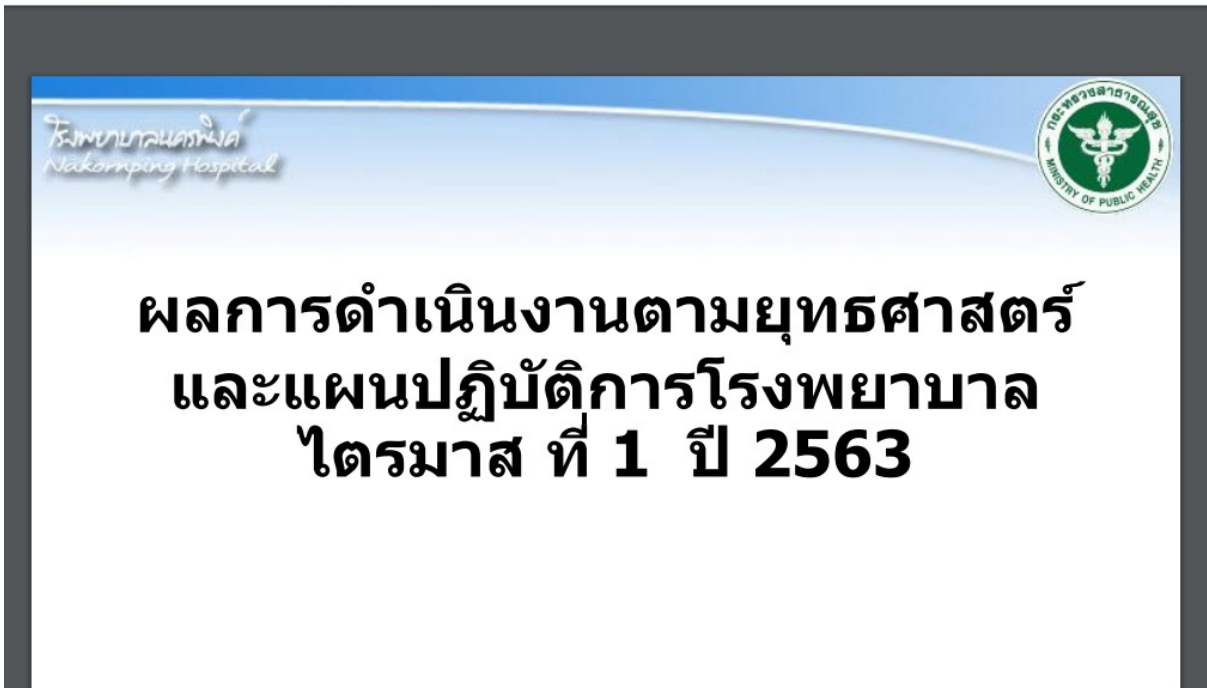 โรงพยาบาลนครพิงค์
Nakornping Hospital
กระทรวงสาธารณสุข
MINISTRY OF PUBLIC HEALTH
ผลการดำเนินงานตามยุทธศาสตร์
และแผนปฏิบัติการโรงพยาบาล
ไตรมาส ที่ 1 ปี 2563